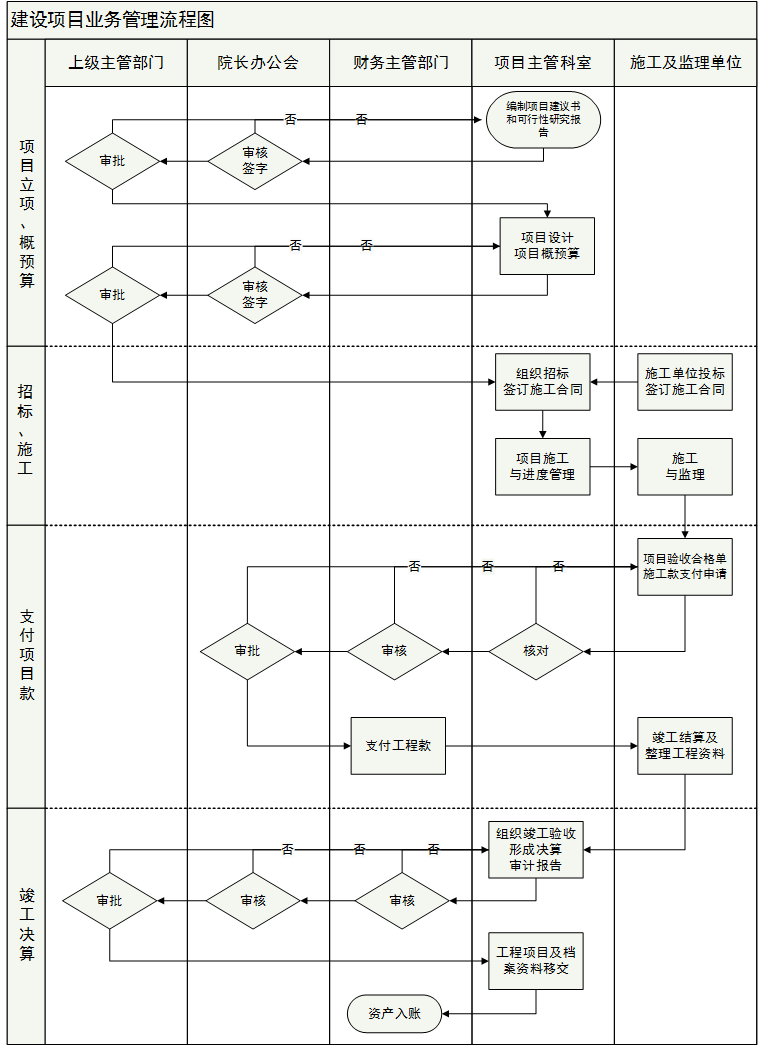 建设项目业务管理流程图
上级主管部门
院长办公会
财务主管部门
项目主管科室
施工及监理单位
项目立项、概预算
编制项目建议书
和可行性研究报
告
否
否
审批
审核
签字
项目设计
项目概预算
否
否
审批
审核
签字
招标、施工
组织招标
签订施工合同
施工单位投标
签订施工合同
项目施工
与进度管理
施工
与监理
支付项目款
项目验收合格单
施工款支付申请
否
否
否
审批
审核
核对
支付工程款
竣工结算及
整理工程资料
竣工决算
组织竣工验收
形成决算
审计报告
否
否
否
审批
审核
审核
工程项目及档
案资料移交
资产入账